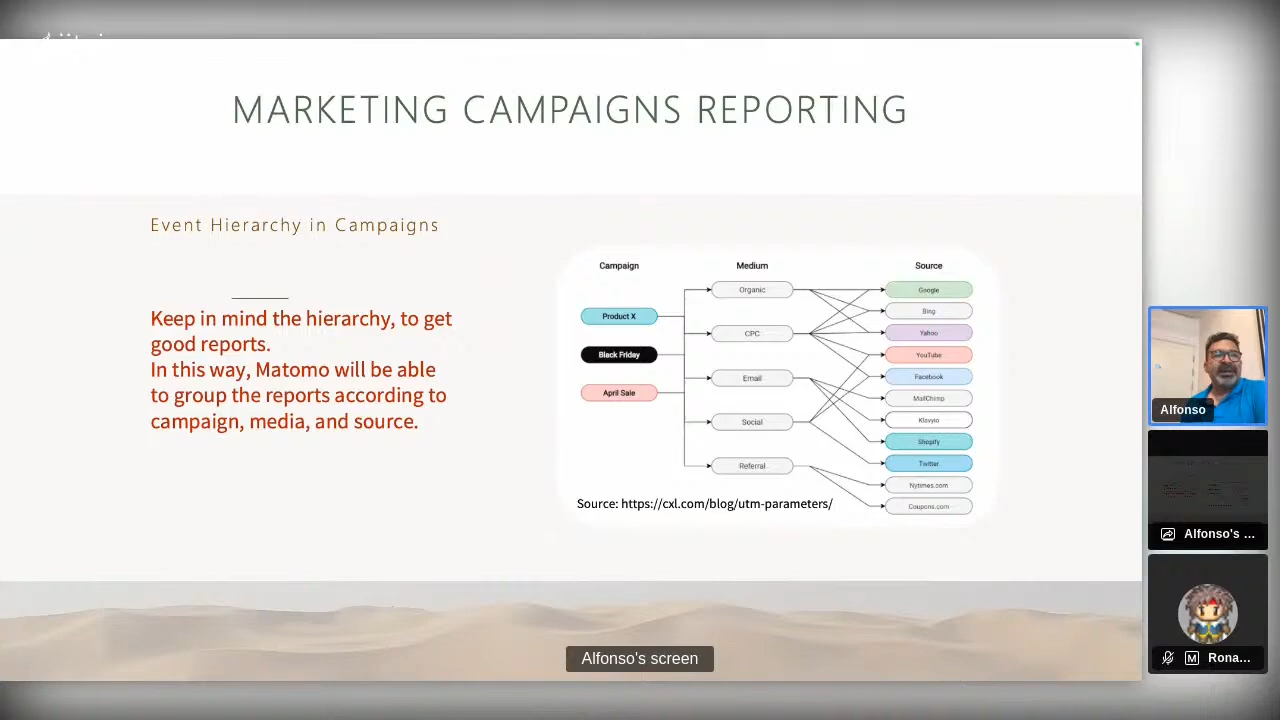 MARKETING CAMPAIGNS REPORTING
Event Hierarchy in Campaigns
Keep in mind the hierarchy, to get
good reports.
In this way, Matomo will be able
to group the reports according to
campaign, media, and source.
Campaign
Medium
Source
Product X
Black Friday
April Sale
Organic
CPC
Email
Social
Referral
Google
Bing
Yahoo
YouTube
Facebook
MailChimp
Klavyio
Shopify
Twitter
Nytimes.com
Coupons.com
Source: https://cxl.com/blog/utm-parameters/
Alfonso's screen
Alfonso
Alfonso's ...
M
Rona...